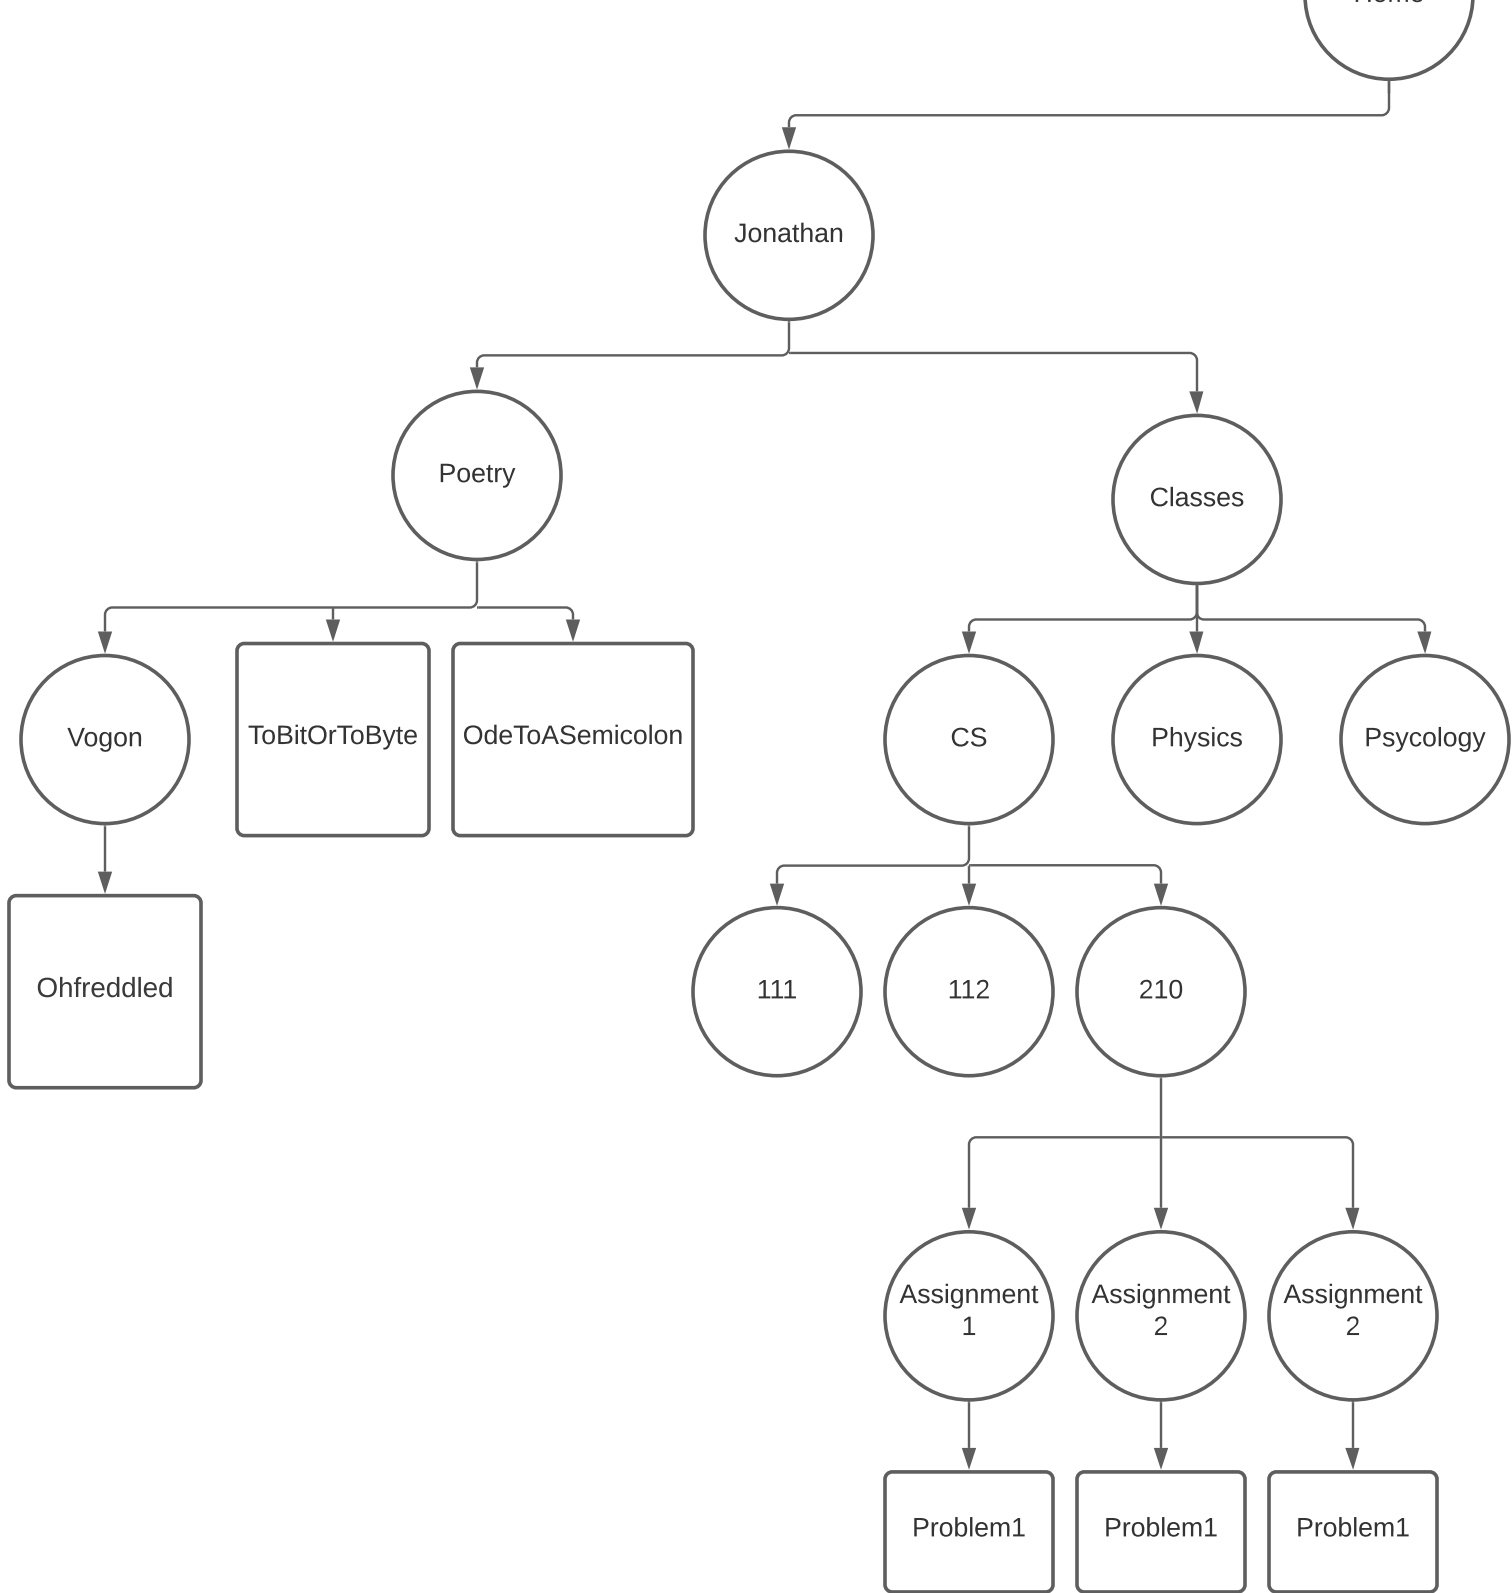 Jonathan
Poetry
Classes
Vogon
ToBitOrToByte
OdeToASemicolon
CS
Physics
Psycology
Ohfreddled
111
112
210
Assignment
1
Assignment
2
Assignment
2
Problem1
Problem1
Problem1